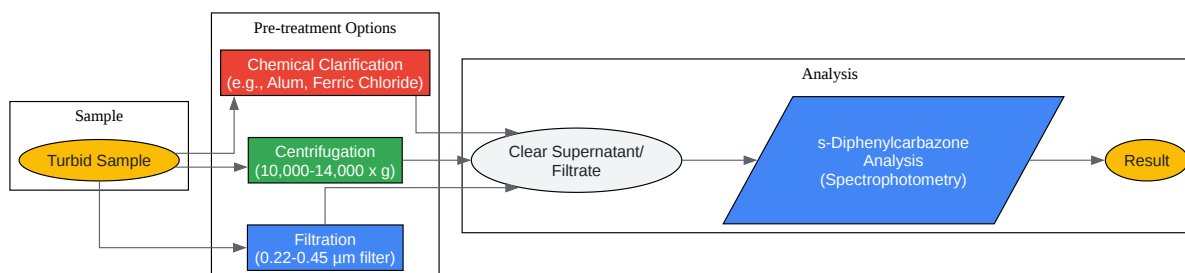 Pre-treatment Options
Chemical Clarification
(e.g., Alum, Ferric Chloride)
Analysis
Sample
Turbid Sample
Centrifugation
(10,000-14,000 x g)
Clear Supernatant/
Filtrate
s-Diphenylcarbazone
Analysis
(Spectrophotometry)
Result
Filtration
(0.22-0.45 µm filter)